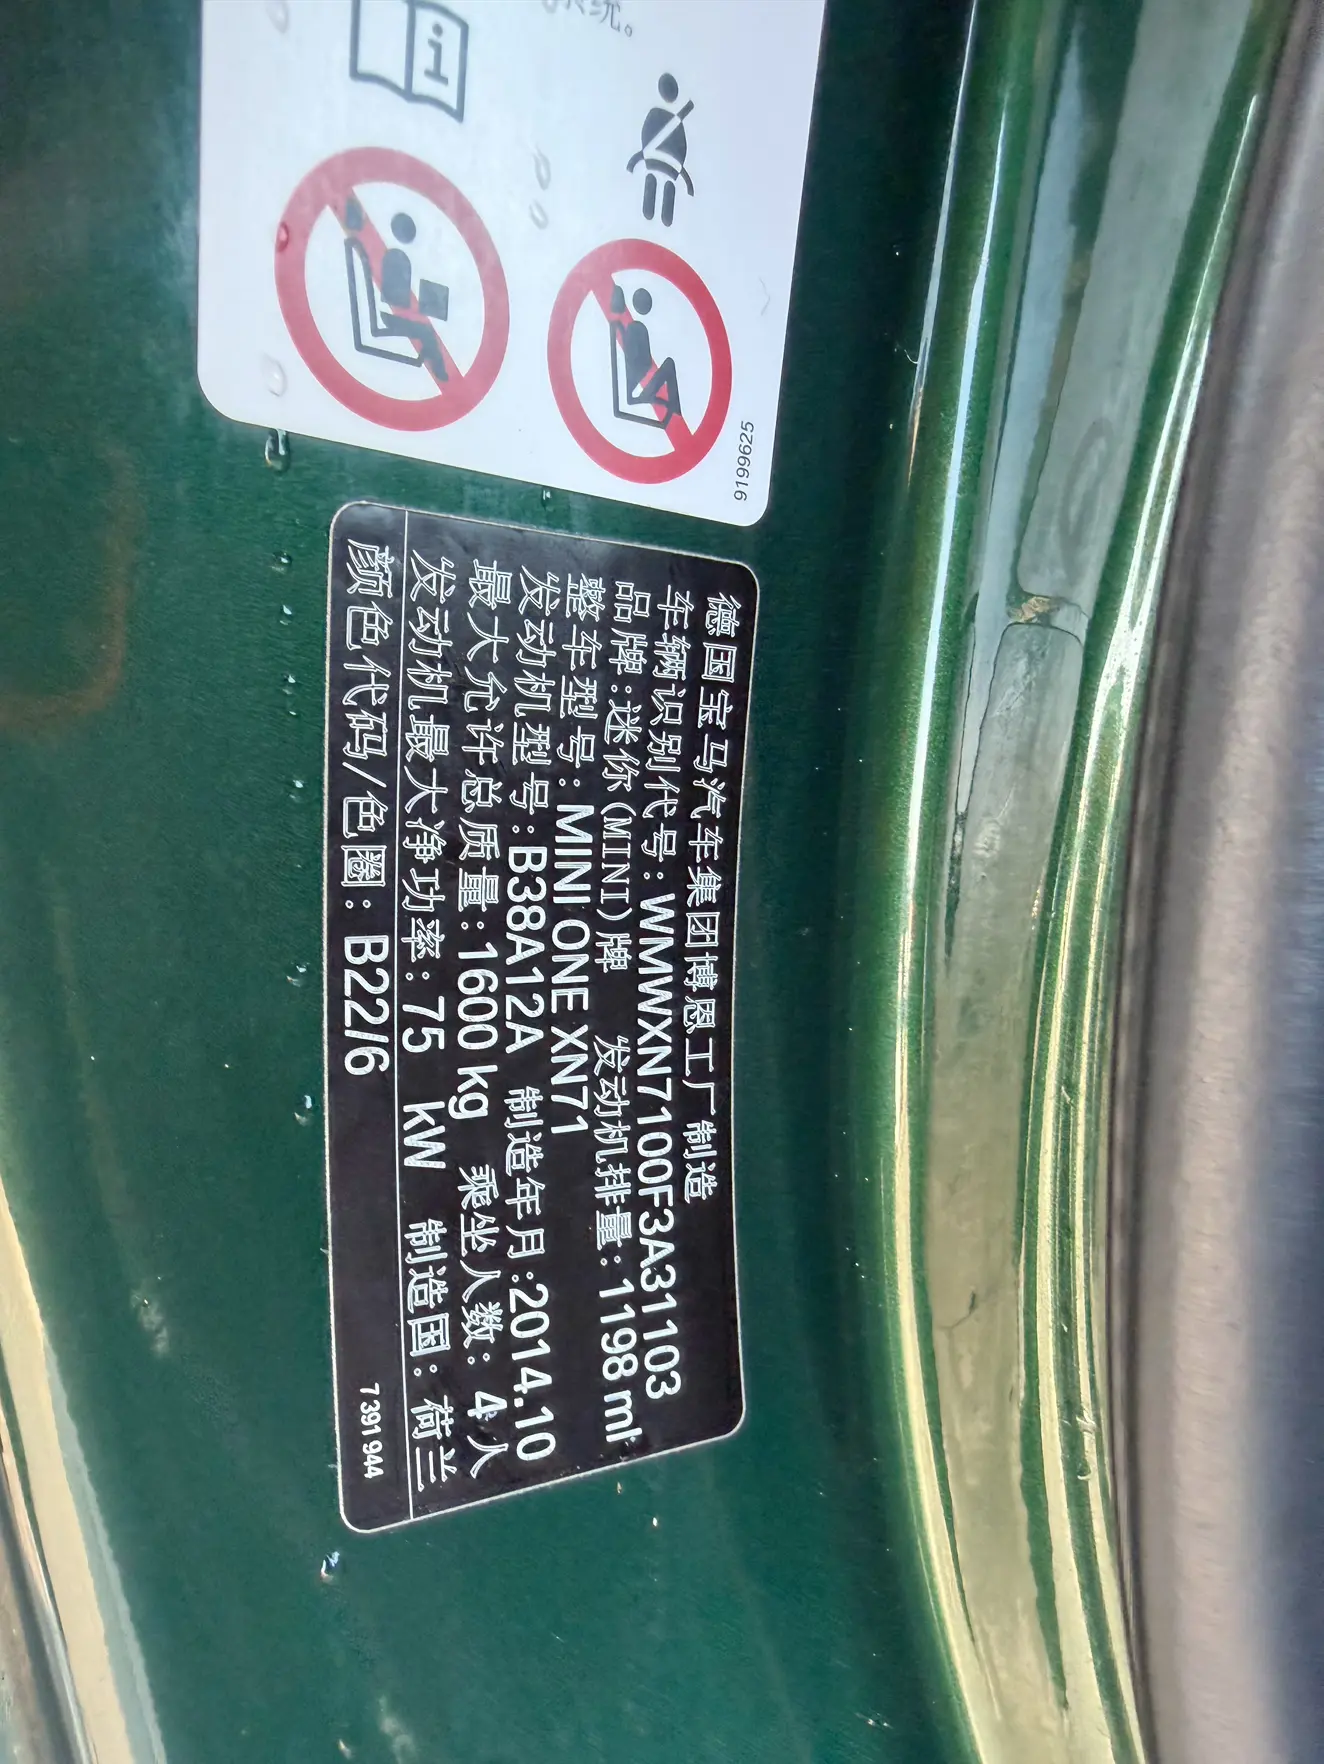 统。
9199625
德国宝马汽车集团博恩工厂制造
车辆识别代号: WMWXN7100F3A31103
品牌:迷你(MINI)牌 发动机排量:1198 ml
整车型号: MINI ONE XN71
发动机型号:B38A12A 制造年月:2014.10
最大允许总质量:1600 kg 乘坐人数: 4人
发动机最大净功率: 75 kW 制造国: 荷兰
颜色代码/色圈: B22/6
7391944